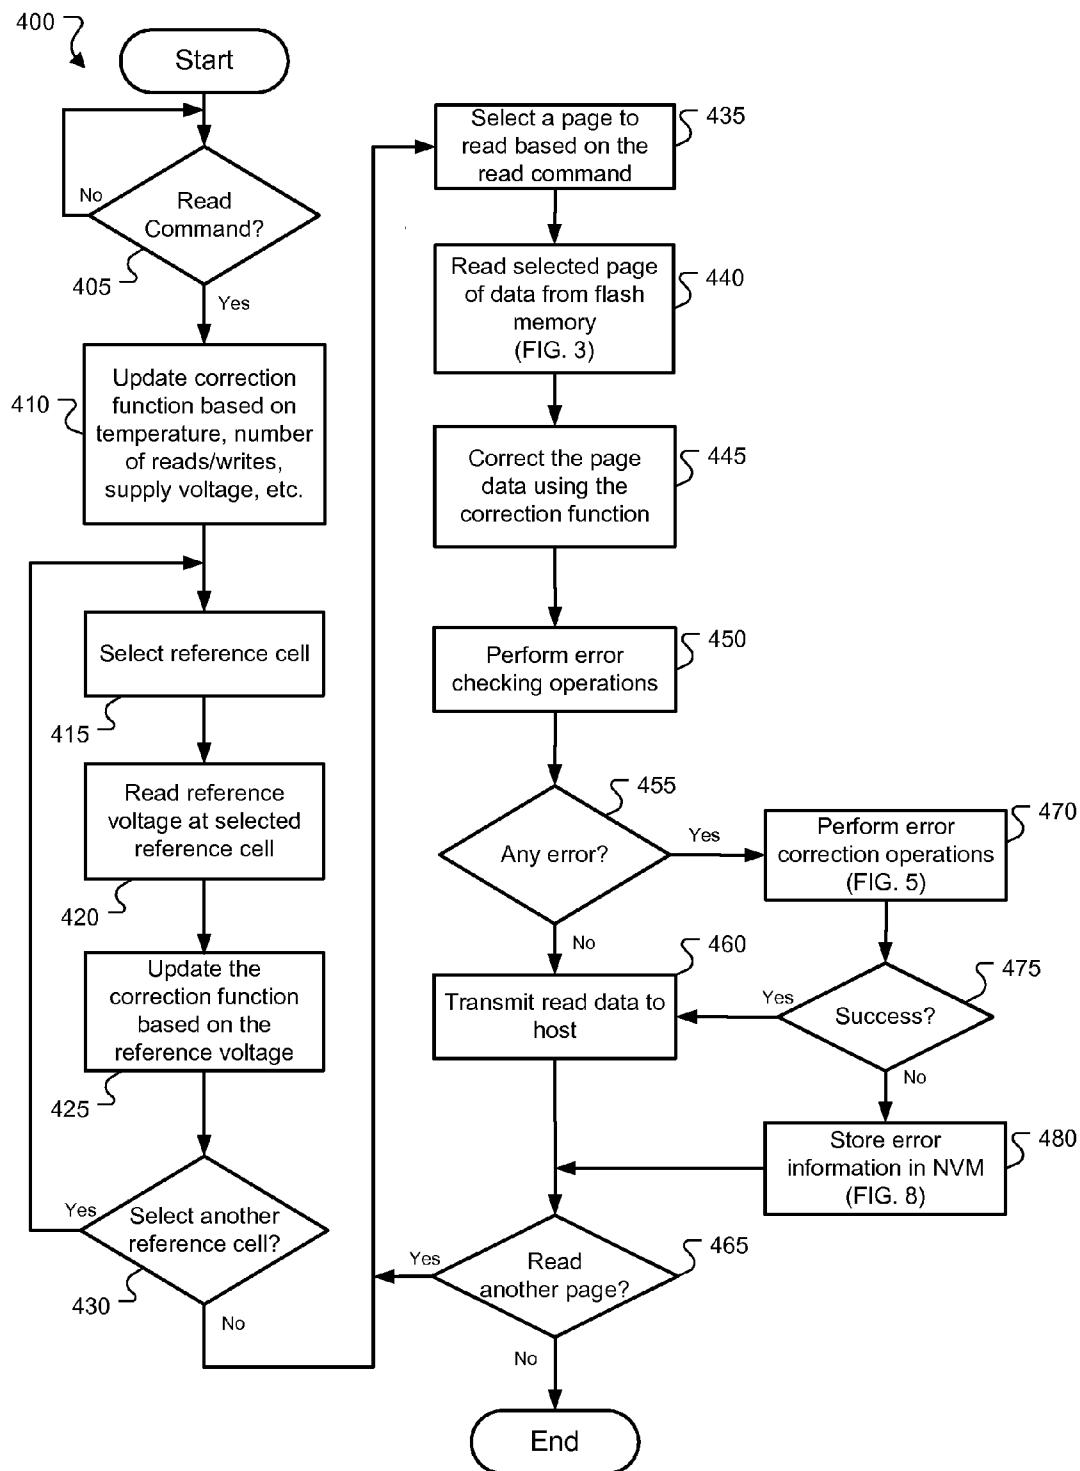 400
Start
No
Read
Command?
405
Yes
410
Update correction
function based on
temperature, number
of reads/writes,
supply voltage, etc.
Select reference cell
415
Read reference
voltage at selected
reference cell
420
Update the
correction function
based on the
reference voltage
425
Yes
Select another
reference cell?
430
No
Select a page to
read based on the
read command
435
Read selected page
of data from flash
memory
(FIG. 3)
440
Correct the page
data using the
correction function
445
Perform error
checking operations
450
Any error?
455
Yes
No
Perform error
correction operations
(FIG. 5)
470
Transmit read data to
host
460
Yes
Success?
475
No
Store error
information in NVM
(FIG. 8)
480
Yes
Read
another page?
465
No
End